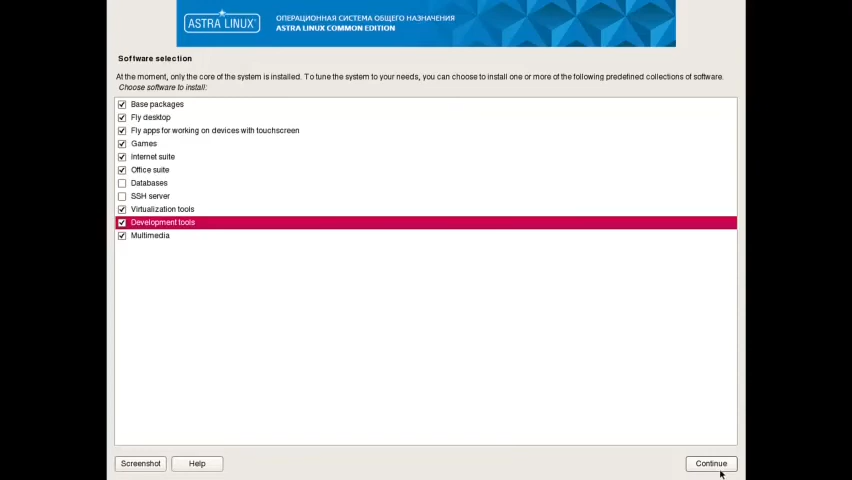 ASTRA LINUX
ОПЕРАЦИОННАЯ СИСТЕМА ОБЩЕГО НАЗНАЧЕНИЯ
ASTRA LINUX COMMON EDITION
Software selection
At the moment, only the core of the system is installed. To tune the system to your needs, you can choose to install one or more of the following predefined collections of software.
Choose software to install:
Base packages
Fly desktop
Fly apps for working on devices with touchscreen
Games
Internet suite
Office suite
Databases
SSH server
Virtualization tools
Development tools
Multimedia
Screenshot
Help
Continue